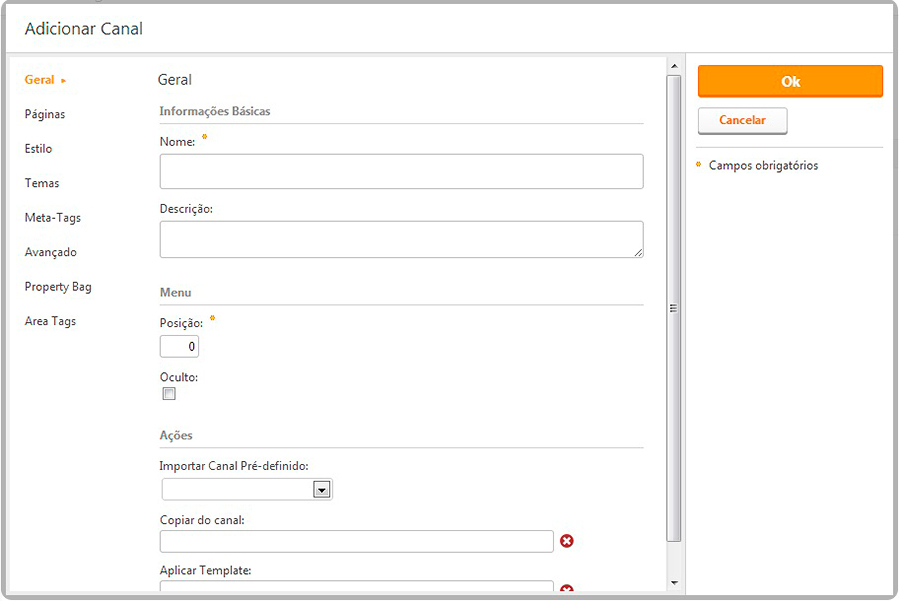 Adicionar Canal
Geral
Páginas
Estilo
Temas
Meta-Tags
Avançado
Property Bag
Area Tags
Geral
Informações Básicas
Nome: *
Descrição:
Menu
Posição: *
0
Oculto:
Ações
Importar Canal Pré-definido:
Copiar do canal:
Aplicar Template:
Ok
Cancelar
* Campos obrigatórios